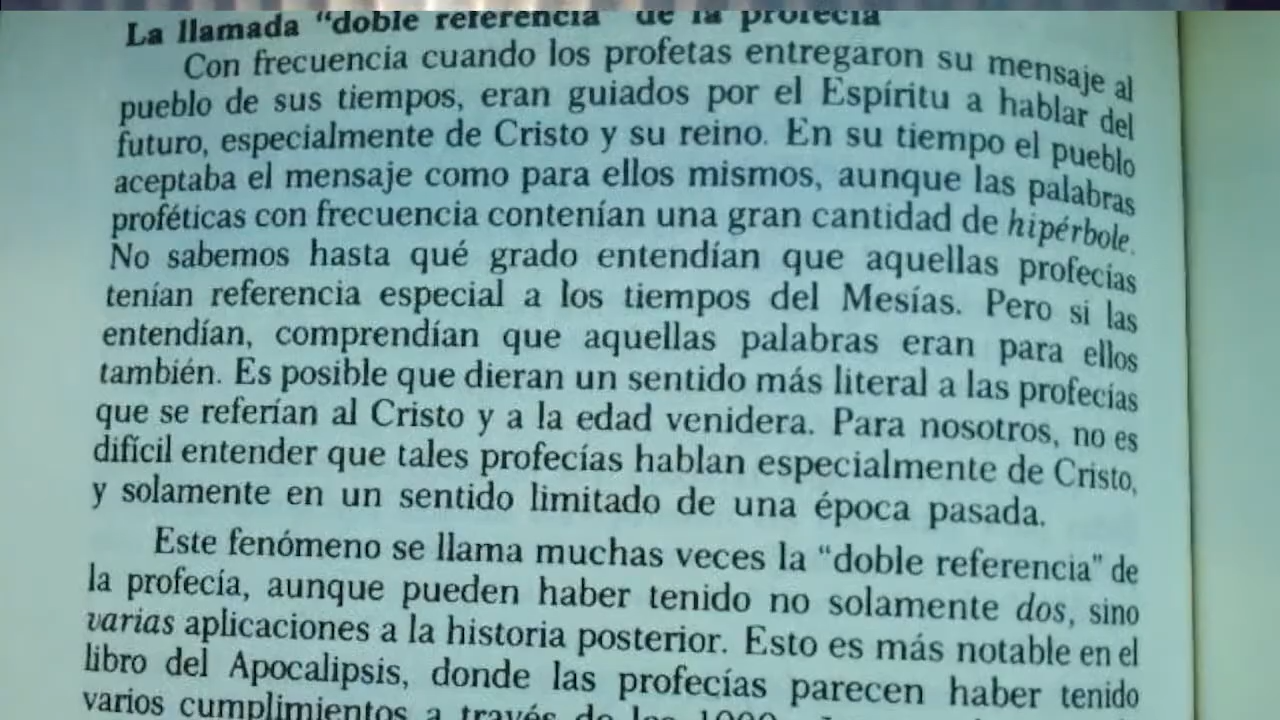 La llamada “doble referencia” de la profecía
Con frecuencia cuando los profetas entregaron su mensaje al
pueblo de sus tiempos, eran guiados por el Espíritu a hablar del
futuro, especialmente de Cristo y su reino. En su tiempo el pueblo
aceptaba el mensaje como para ellos mismos, aunque las palabras
proféticas con frecuencia contenían una gran cantidad de hipérbole.
No sabemos hasta qué grado entendían que aquellas profecías
tenían referencia especial a los tiempos del Mesías. Pero si las
entendían, comprendían que aquellas palabras eran para ellos
también. Es posible que dieran un sentido más literal a las profecías
que se referían al Cristo y a la edad venidera. Para nosotros, no es
difícil entender que tales profecías hablan especialmente de Cristo,
y solamente en un sentido limitado de una época pasada.
Este fenómeno se llama muchas veces la “doble referencia” de
la profecía, aunque pueden haber tenido no solamente dos, sino
varias aplicaciones a la historia posterior. Esto es más notable en el
libro del Apocalipsis, donde las profecías parecen haber tenido
varios cumplimientos a través de los